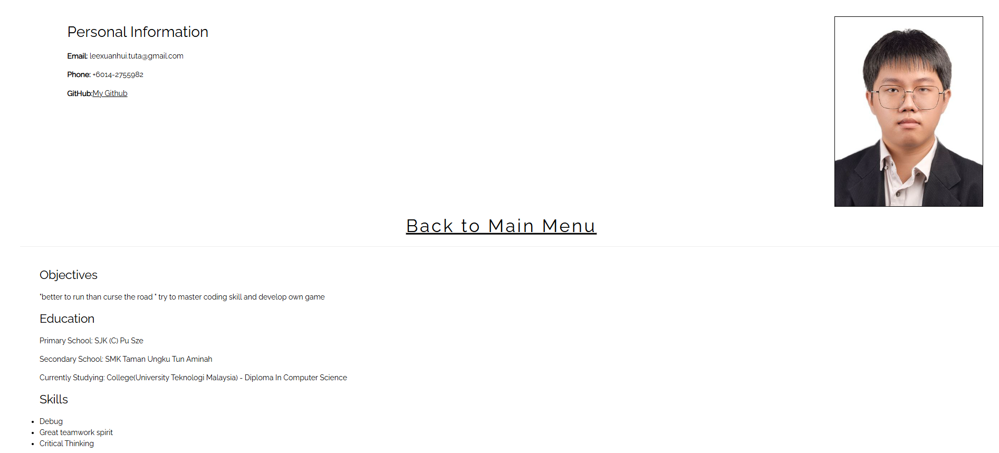 Personal Information
Email: leexuanhui.tuta@gmail.com
Phone: +6014-2755982
GitHub:My Github
Back to Main Menu
Objectives
"better to run than curse the road " try to master coding skill and develop own game
Education
Primary School: SJK (C) Pu Sze
Secondary School: SMK Taman Ungku Tun Aminah
Currently Studying: College(University Teknologi Malaysia) - Diploma In Computer Science
Skills
• Debug
• Great teamwork spirit
• Critical Thinking